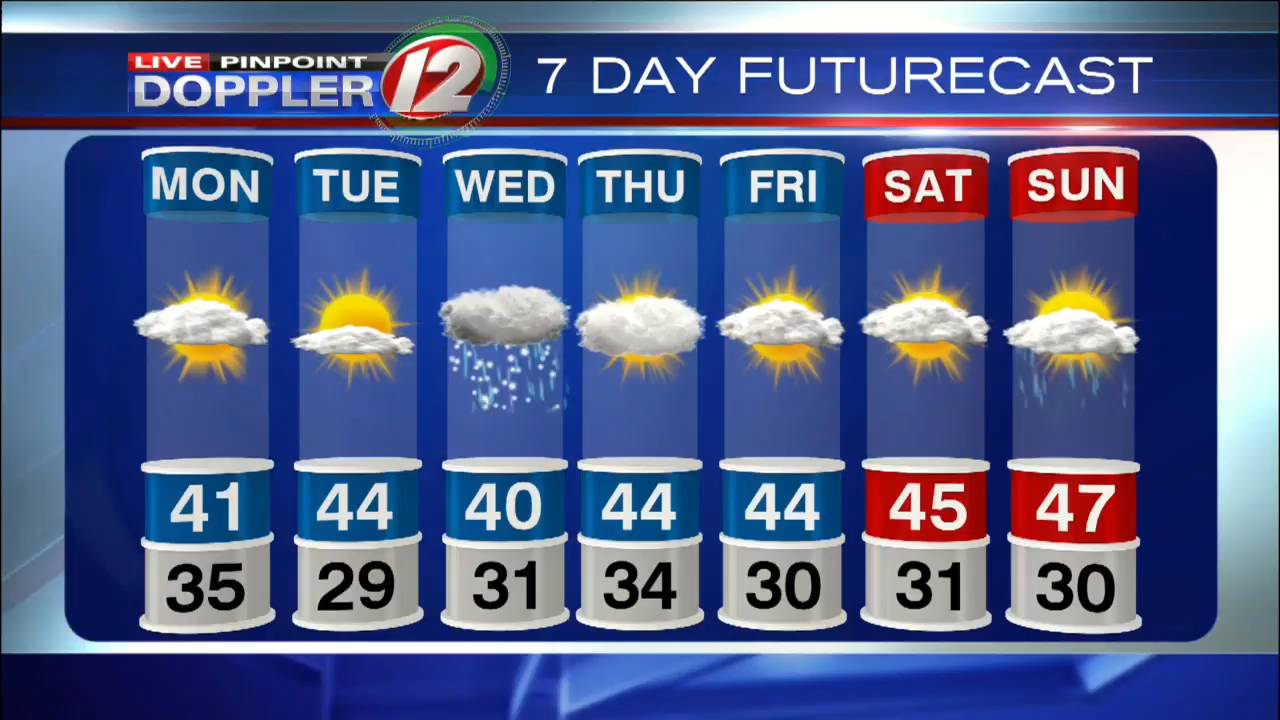 LIVE PINPOINT
DOPPLER 12
7 DAY FUTURECAST
MON TUE WED THU FRI SAT SUN
41 44 40 44 44 45 47
35 29 31 34 30 31 30